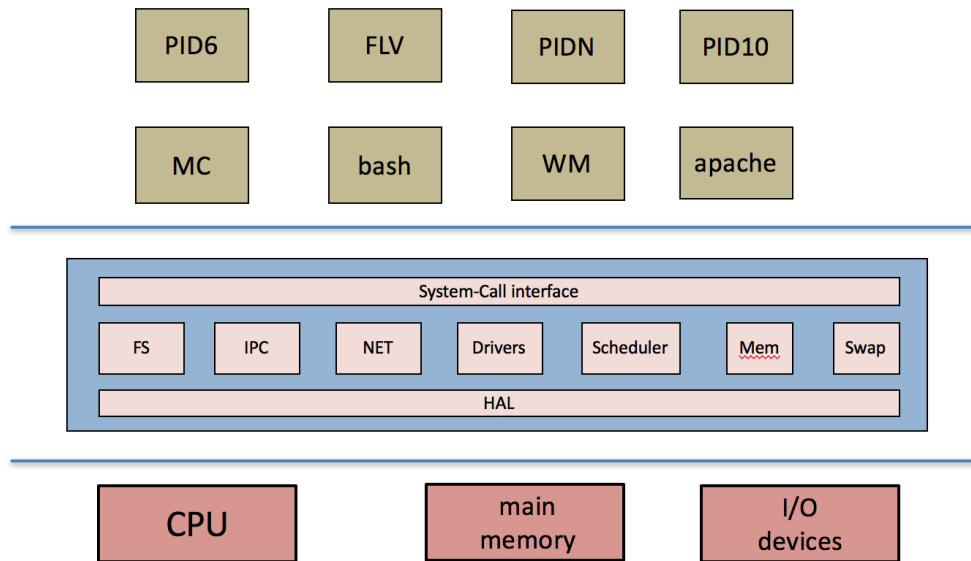 PID6
FLV
PIDN
PID10
MC
bash
WM
apache
System-Call interface
FS
IPC
NET
Drivers
Scheduler
Mem
Swap
HAL
CPU
main
memory
I/O
devices